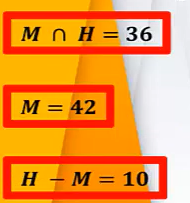 M ∩ H = 36
M = 42
H − M = 10